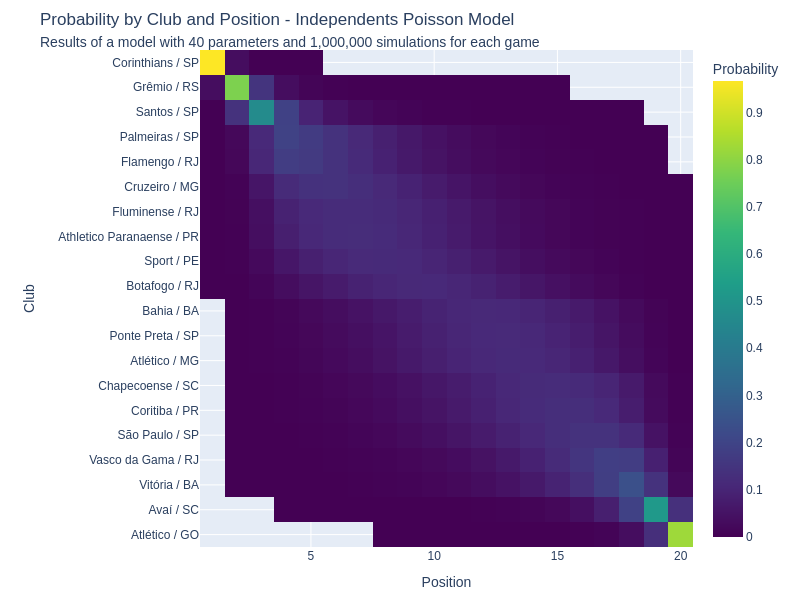 Probability by Club and Position - Independents Poisson Model
Results of a model with 40 parameters and 1,000,000 simulations for each game
Corinthians / SP
Grêmio / RS
Santos / SP
Palmeiras / SP
Flamengo / RJ
Cruzeiro / MG
Fluminense / RJ
Athletico Paranaense / PR
Sport / PE
Botafogo / RJ
Bahia / BA
Ponte Preta / SP
Atlético / MG
Chapecoense / SC
Coritiba / PR
São Paulo / SP
Vasco da Gama / RJ
Vitória / BA
Avaí / SC
Atlético / GO
Club
5
10
15
20
Position
Probability
0.9
0.8
0.7
0.6
0.5
0.4
0.3
0.2
0.1
0